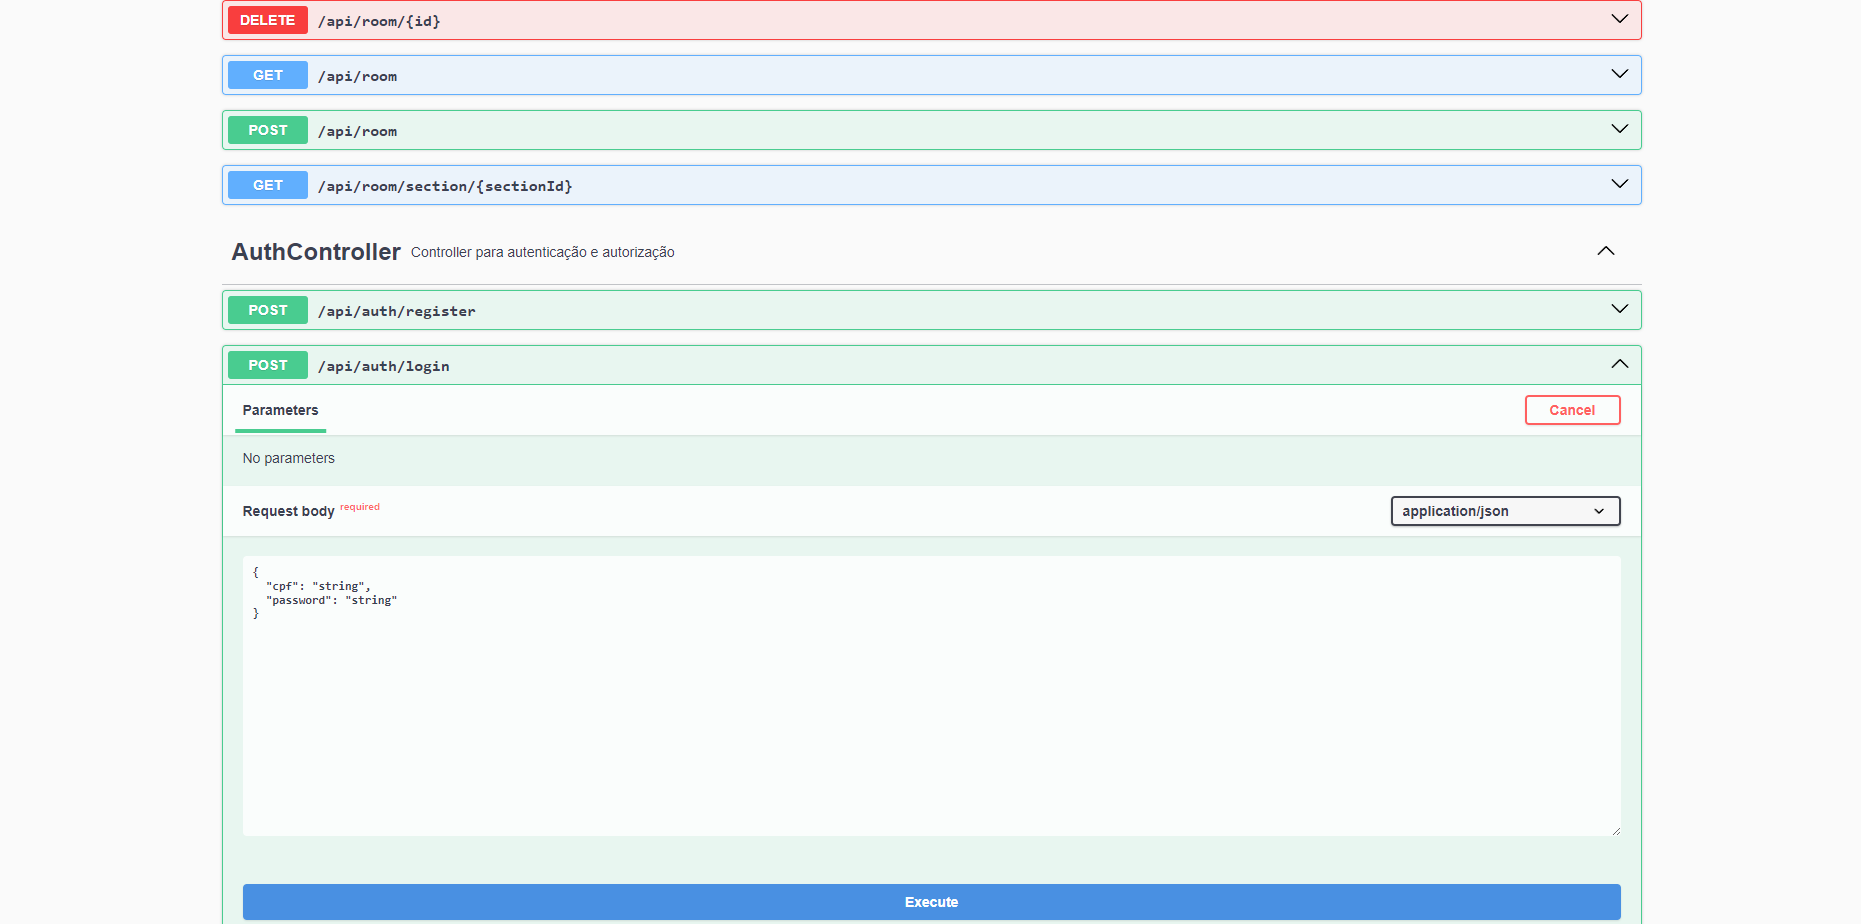 DELETE /api/room/{id}
GET /api/room
POST /api/room
GET /api/room/section/{sectionId}
AuthController Controller para autenticação e autorização
POST /api/auth/register
POST /api/auth/login
Parameters Cancel
No parameters
Request body required application/json
{
  "cpf": "string",
  "password": "string"
}
Execute